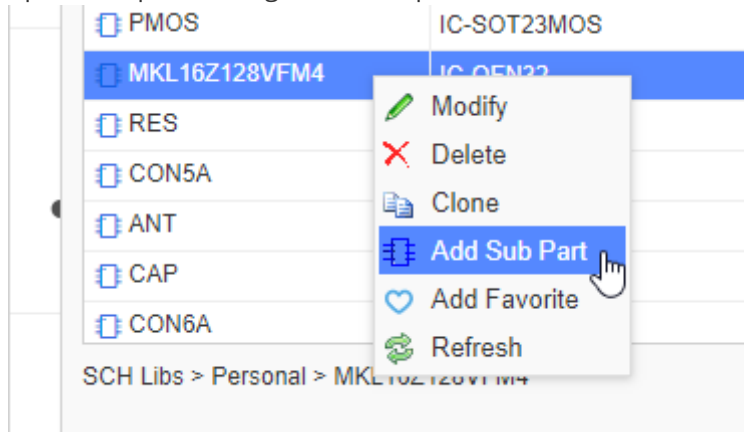 PMOS IC-SOT23MOS
MKL16Z128VFM4
Modify
RES
Delete
CON5A
Clone
ANT
Add Sub Part
CAP
Add Favorite
CON6A
Refresh
SCH Libs > Personal > MKL16Z128VFM4